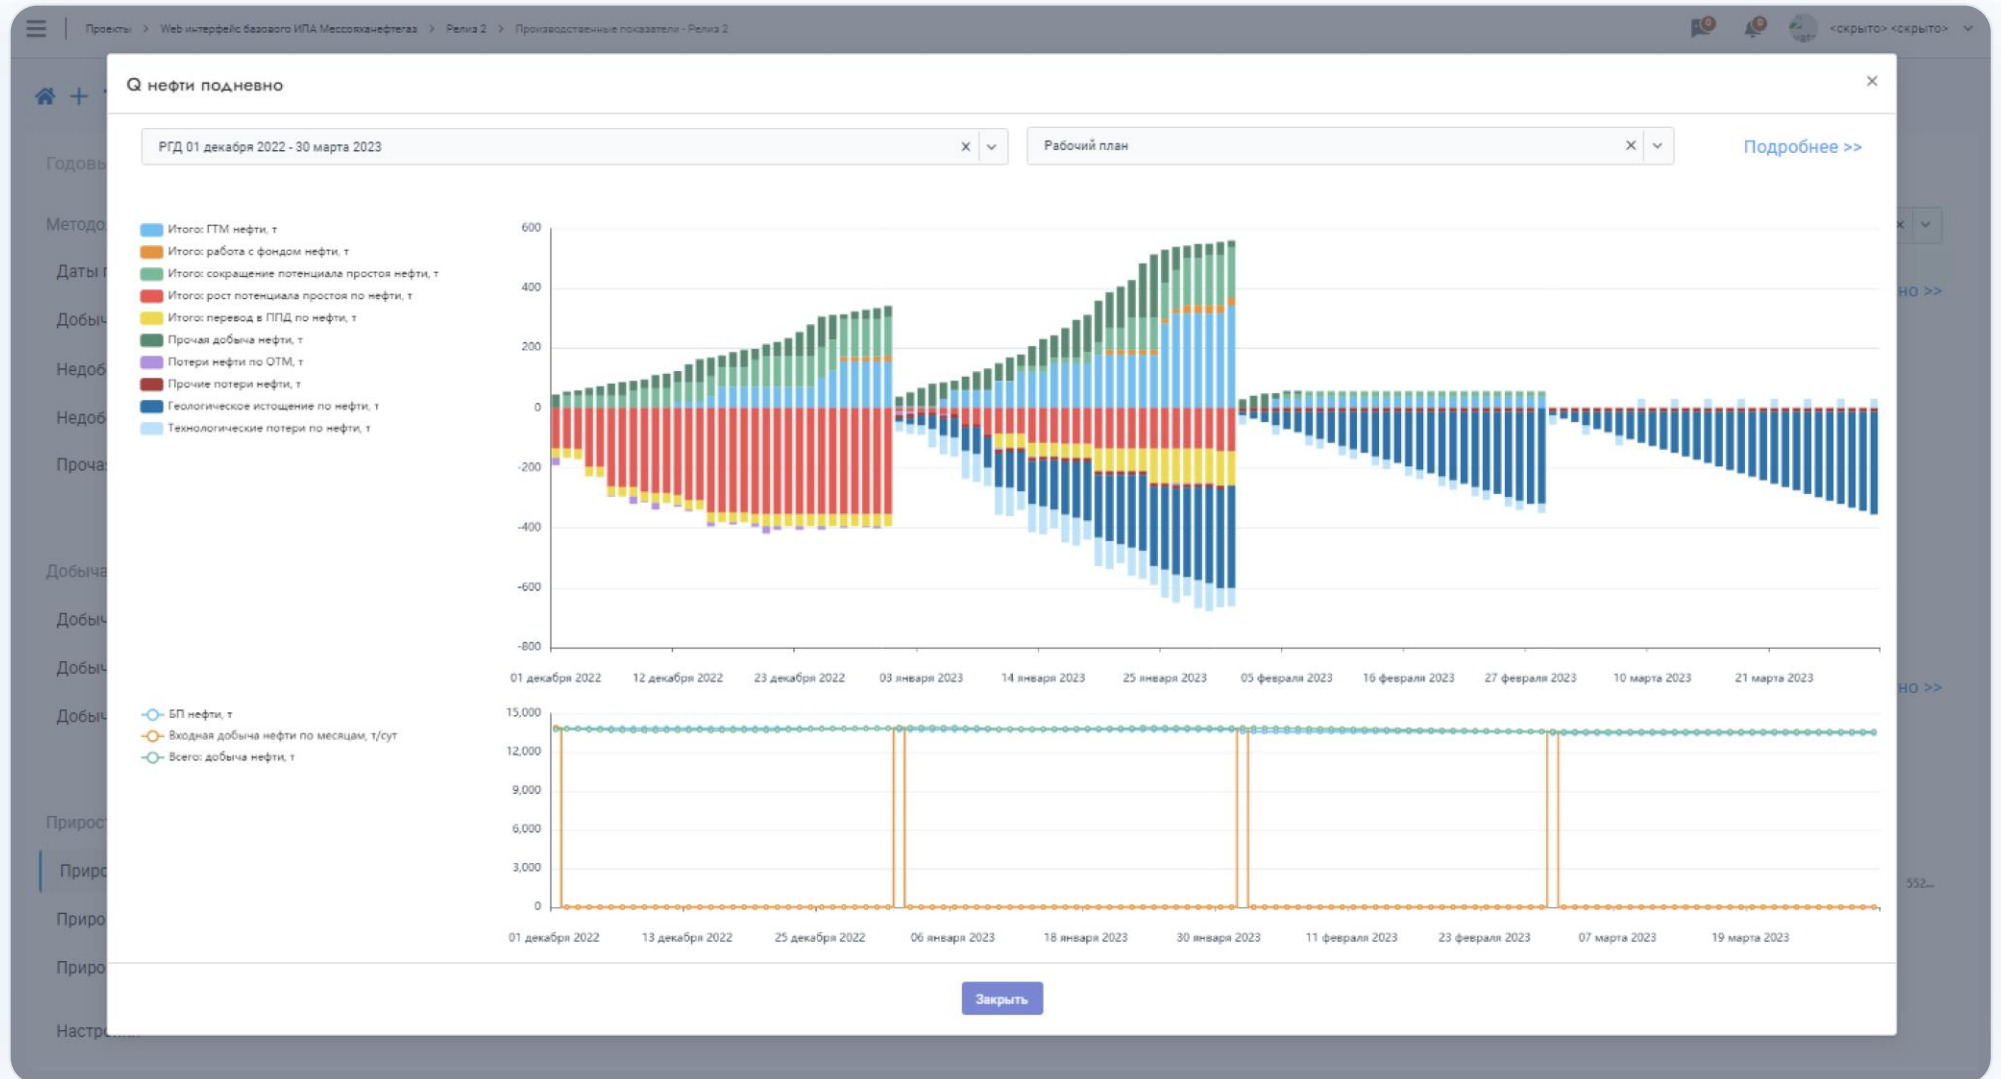 Проекты > Web интерфейс базового ИПА Мессояханефтегаз > Релиз 2 > Производственные показатели - Релиз 2
0
0
<скрыто> <скрыто>
Q нефти подневно
РГД 01 декабря 2022 - 30 марта 2023
Рабочий план
Подробнее >>
Годовы
Методо
Даты
Добыч
Недоб
Недоб
Проча
Добыча
Добыч
Добыч
Добыч
Прирос
Прирo
Приро
Приро
Настройки
но >>
но >>
552...
Итого: ГТМ нефти, т
Итого: работа с фондом нефти, т
Итого: сокращение потенциала простоя нефти, т
Итого: рост потенциала простоя по нефти, т
Итого: перевод в ППД по нефти, т
Прочая добыча нефти, т
Потери нефти по ОТМ, т
Прочие потери нефти, т
Геологическое истощение по нефти, т
Технологические потери по нефти, т
600
400
200
0
-200
-400
-600
-800
01 декабря 2022 12 декабря 2022 23 декабря 2022 03 января 2023 14 января 2023 25 января 2023 05 февраля 2023 16 февраля 2023 27 февраля 2023 10 марта 2023 21 марта 2023
БП нефти, т
Входная добыча нефти по месяцам, т/сут
Всего: добыча нефти, т
15,000
12,000
9,000
6,000
3,000
0
01 декабря 2022 13 декабря 2022 25 декабря 2022 06 января 2023 18 января 2023 30 января 2023 11 февраля 2023 23 февраля 2023 07 марта 2023 19 марта 2023
Закрыть